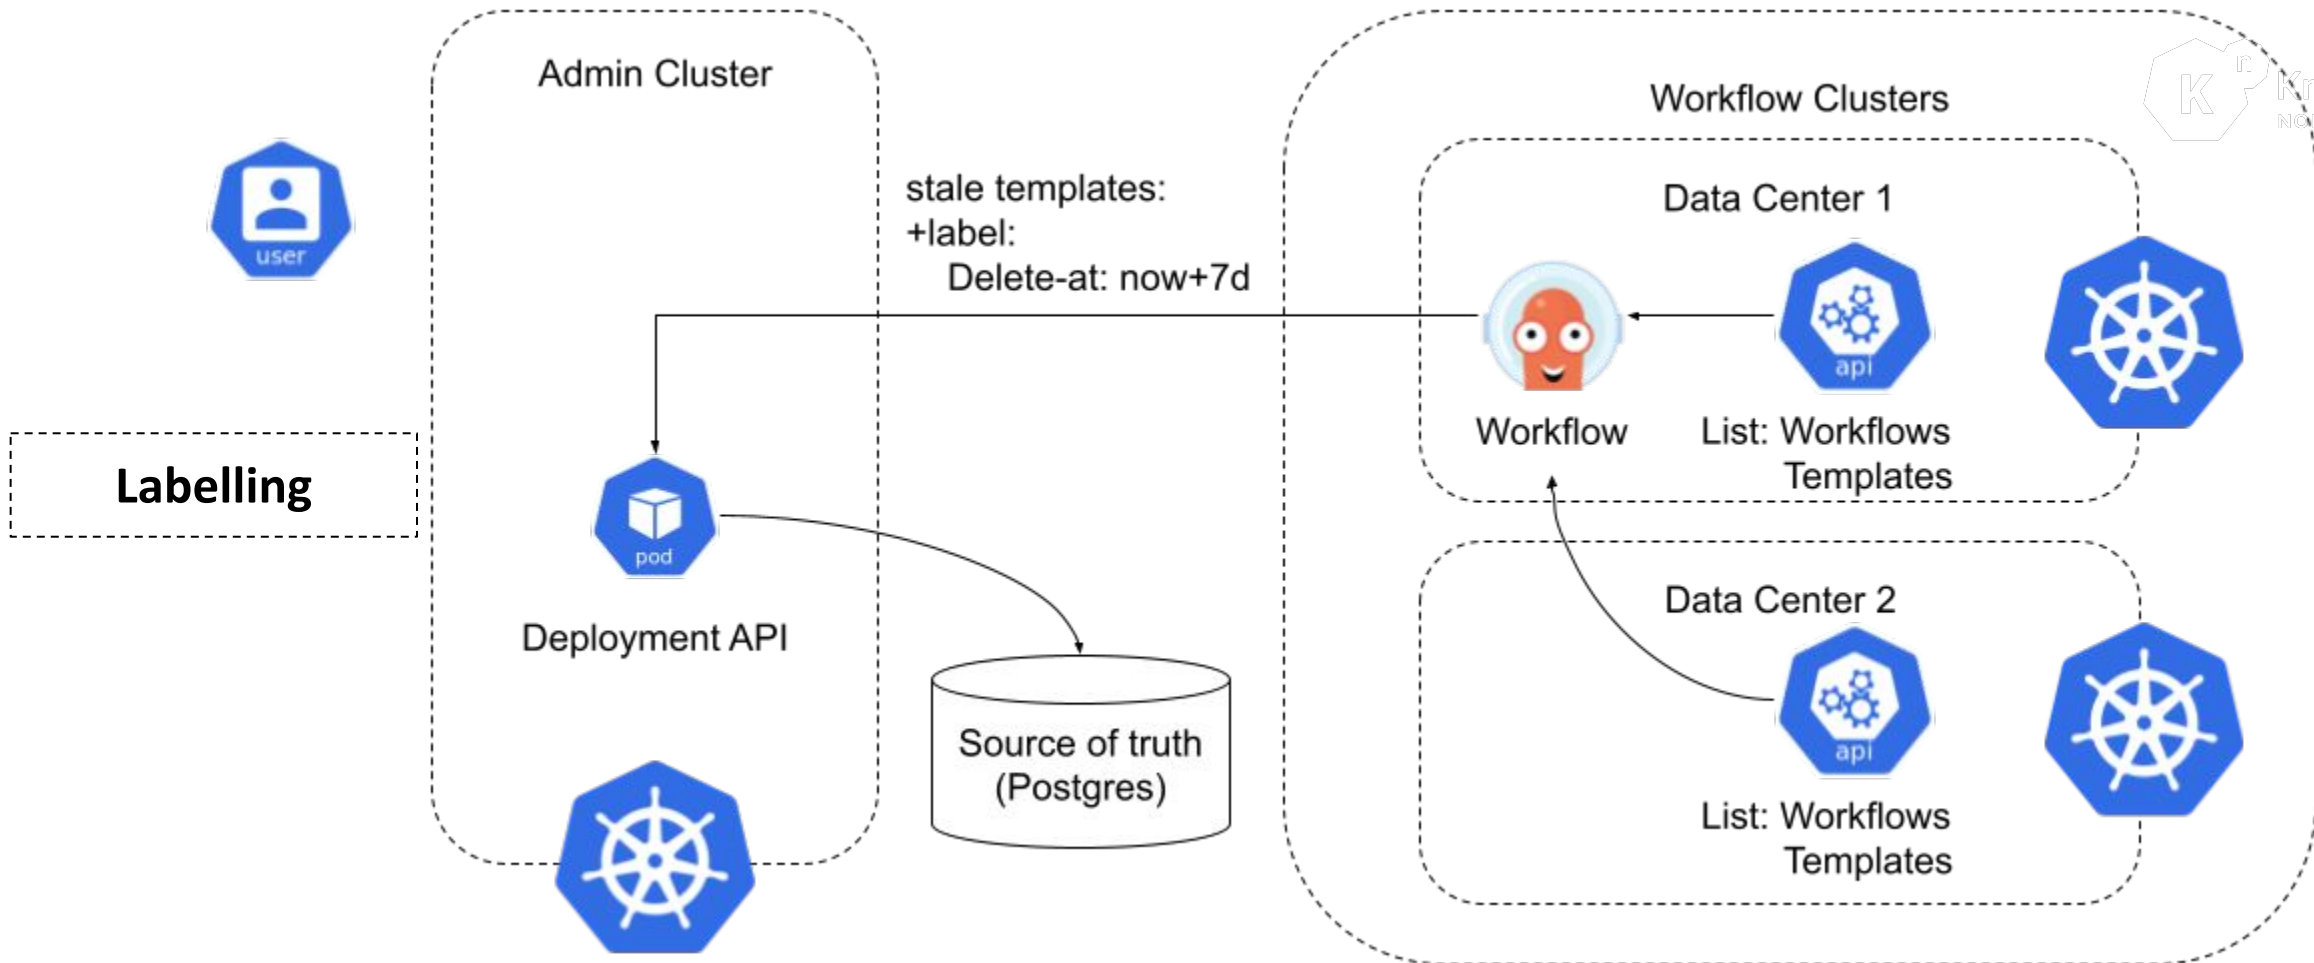 Admin Cluster
Workflow Clusters
K
n
Data Center 1
stale templates:
+label:
Delete-at: now+7d
user
api
Workflow
List: Workflows
Templates
Labelling
pod
Deployment API
Data Center 2
api
Source of truth
(Postgres)
List: Workflows
Templates